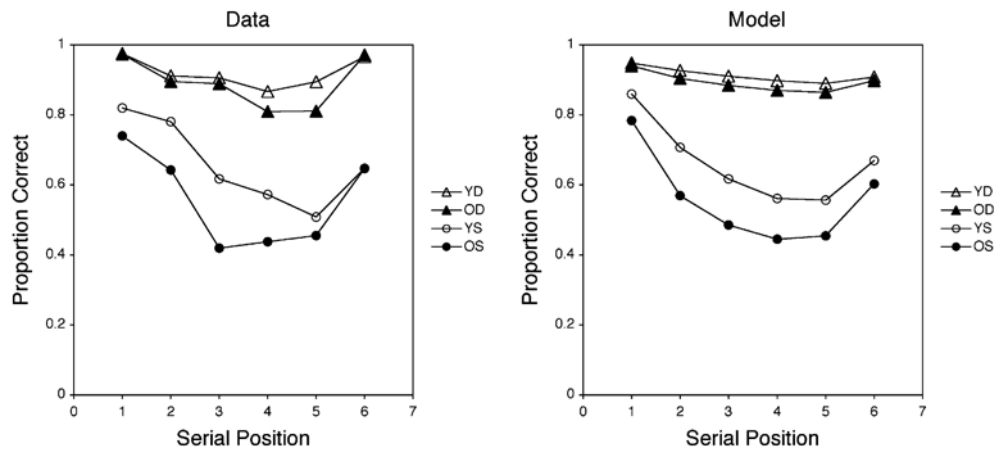 Data
Proportion Correct
1
0.8
0.6
0.4
0.2
0
0 1 2 3 4 5 6 7
Serial Position
YD
OD
YS
OS
Model
Proportion Correct
1
0.8
0.6
0.4
0.2
0
0 1 2 3 4 5 6 7
Serial Position
YD
OD
YS
OS